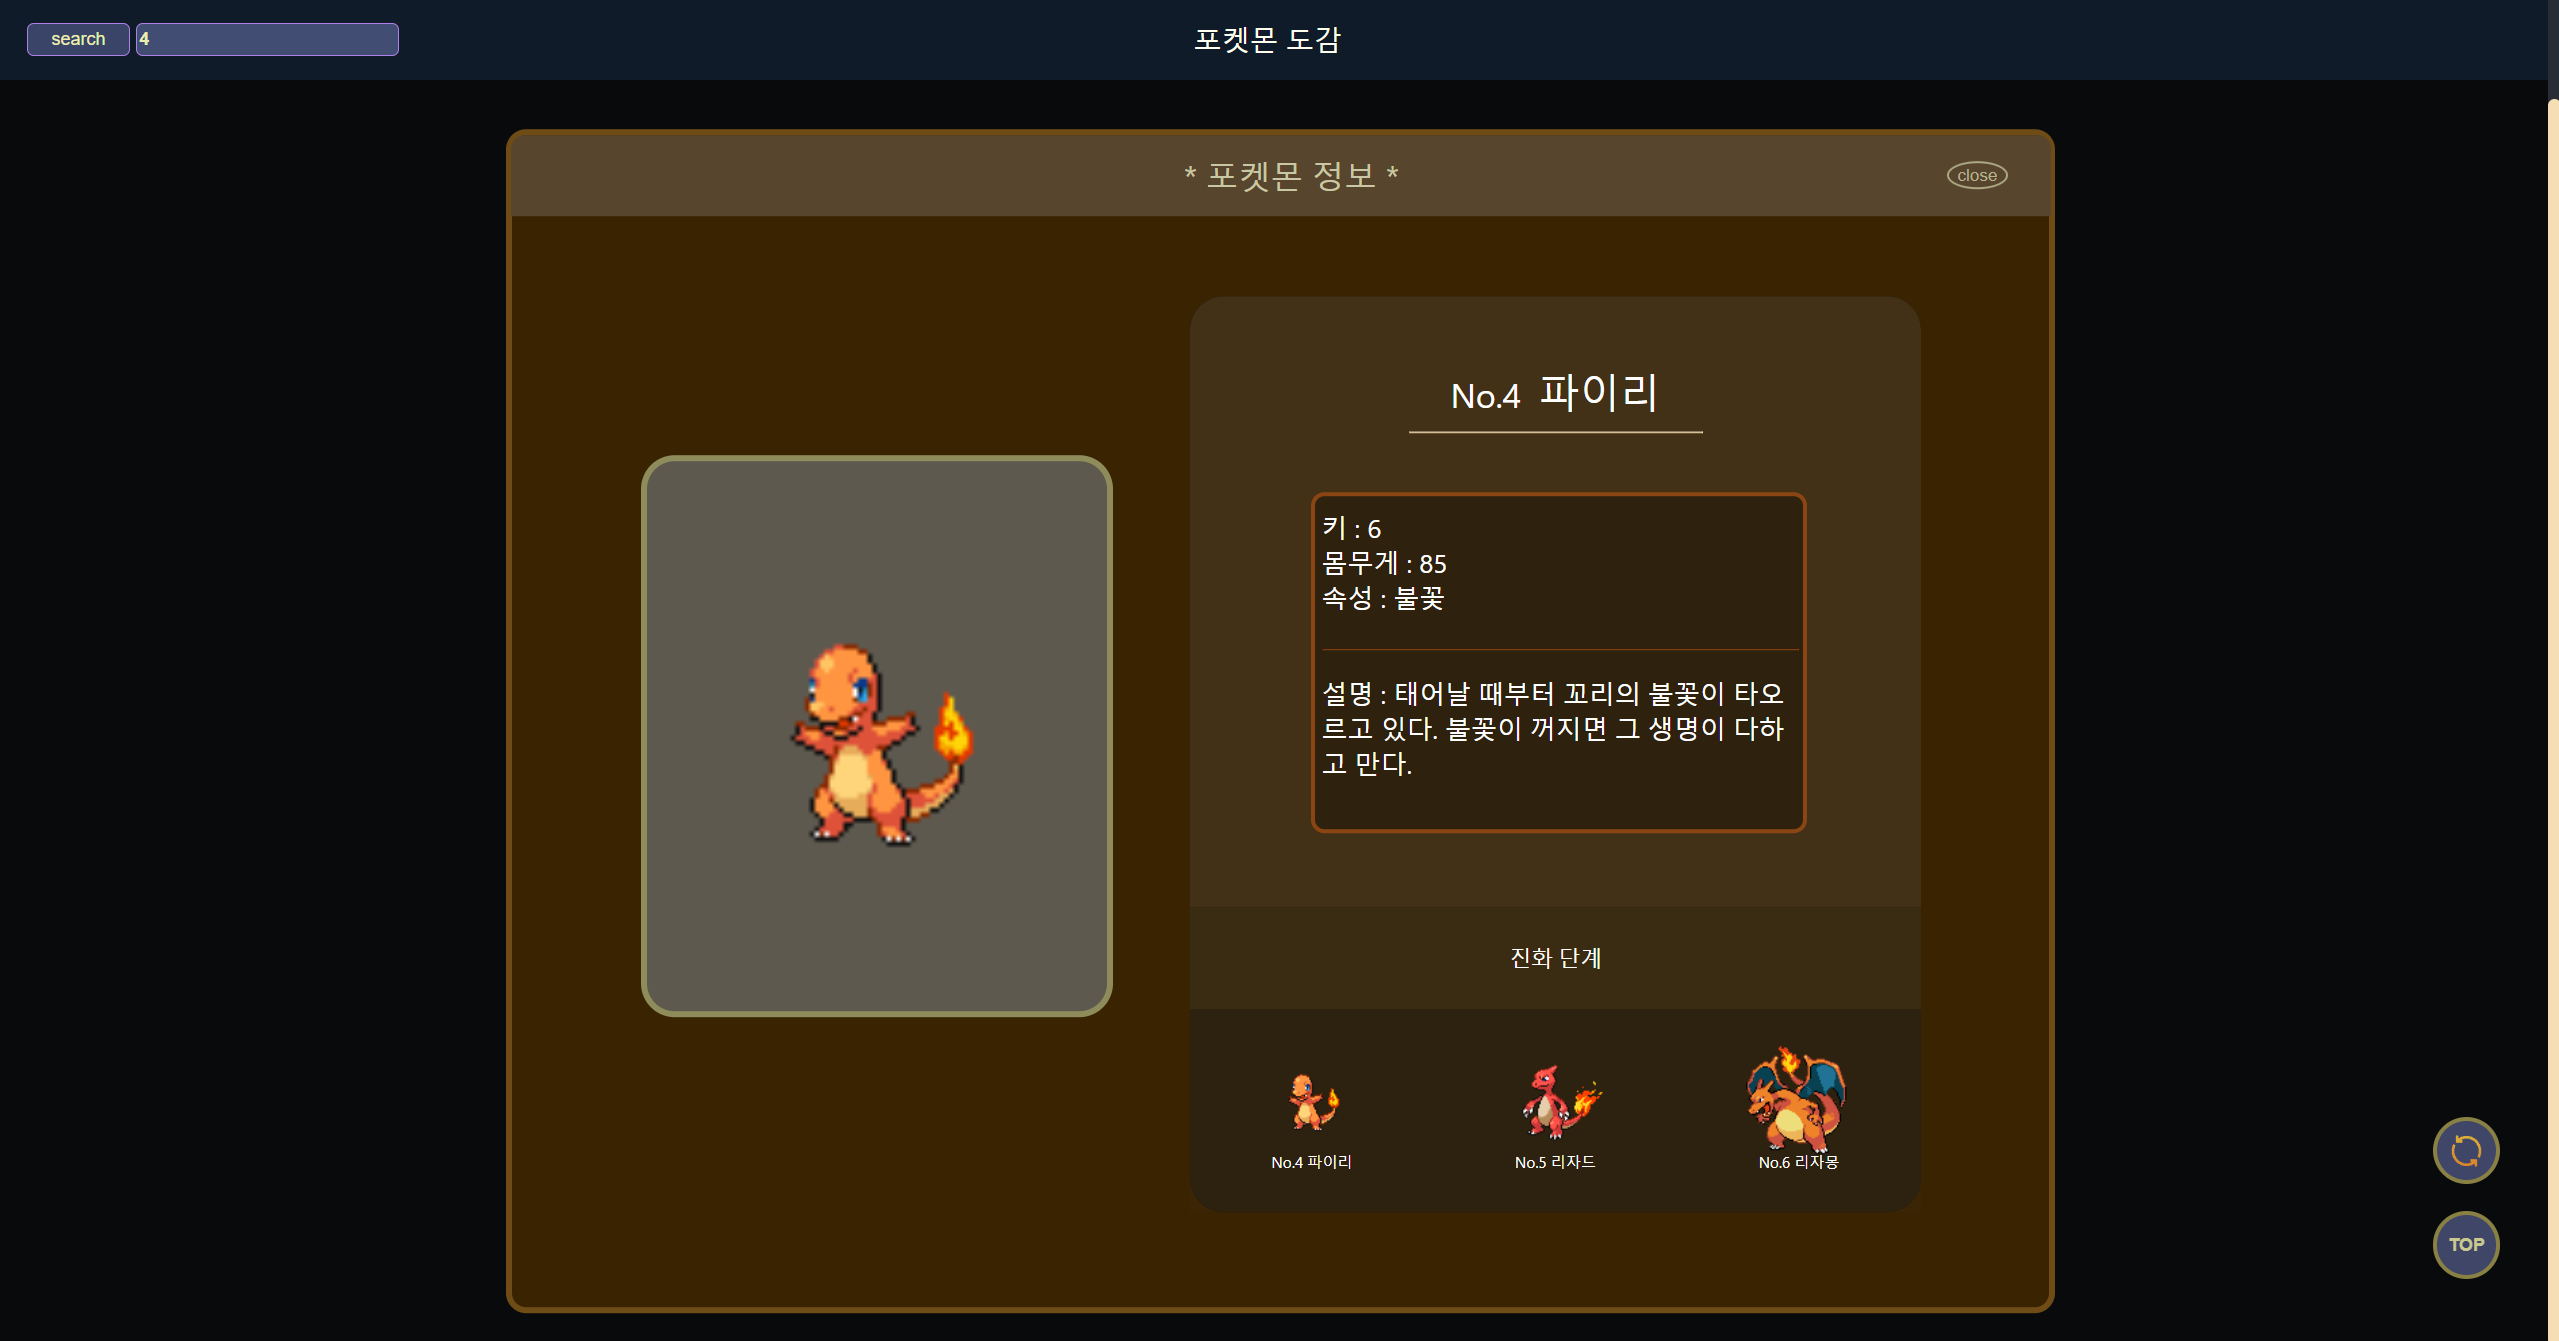 search
4
포켓몬 도감
* 포켓몬 정보 *
close
No.4 파이리
키 : 6
몸무게 : 85
속성 : 불꽃
설명 : 태어날 때부터 꼬리의 불꽃이 타오
르고 있다. 불꽃이 꺼지면 그 생명이 다하
고 만다.
진화 단계
No.4 파이리
No.5 리자드
No.6 리자몽
TOP